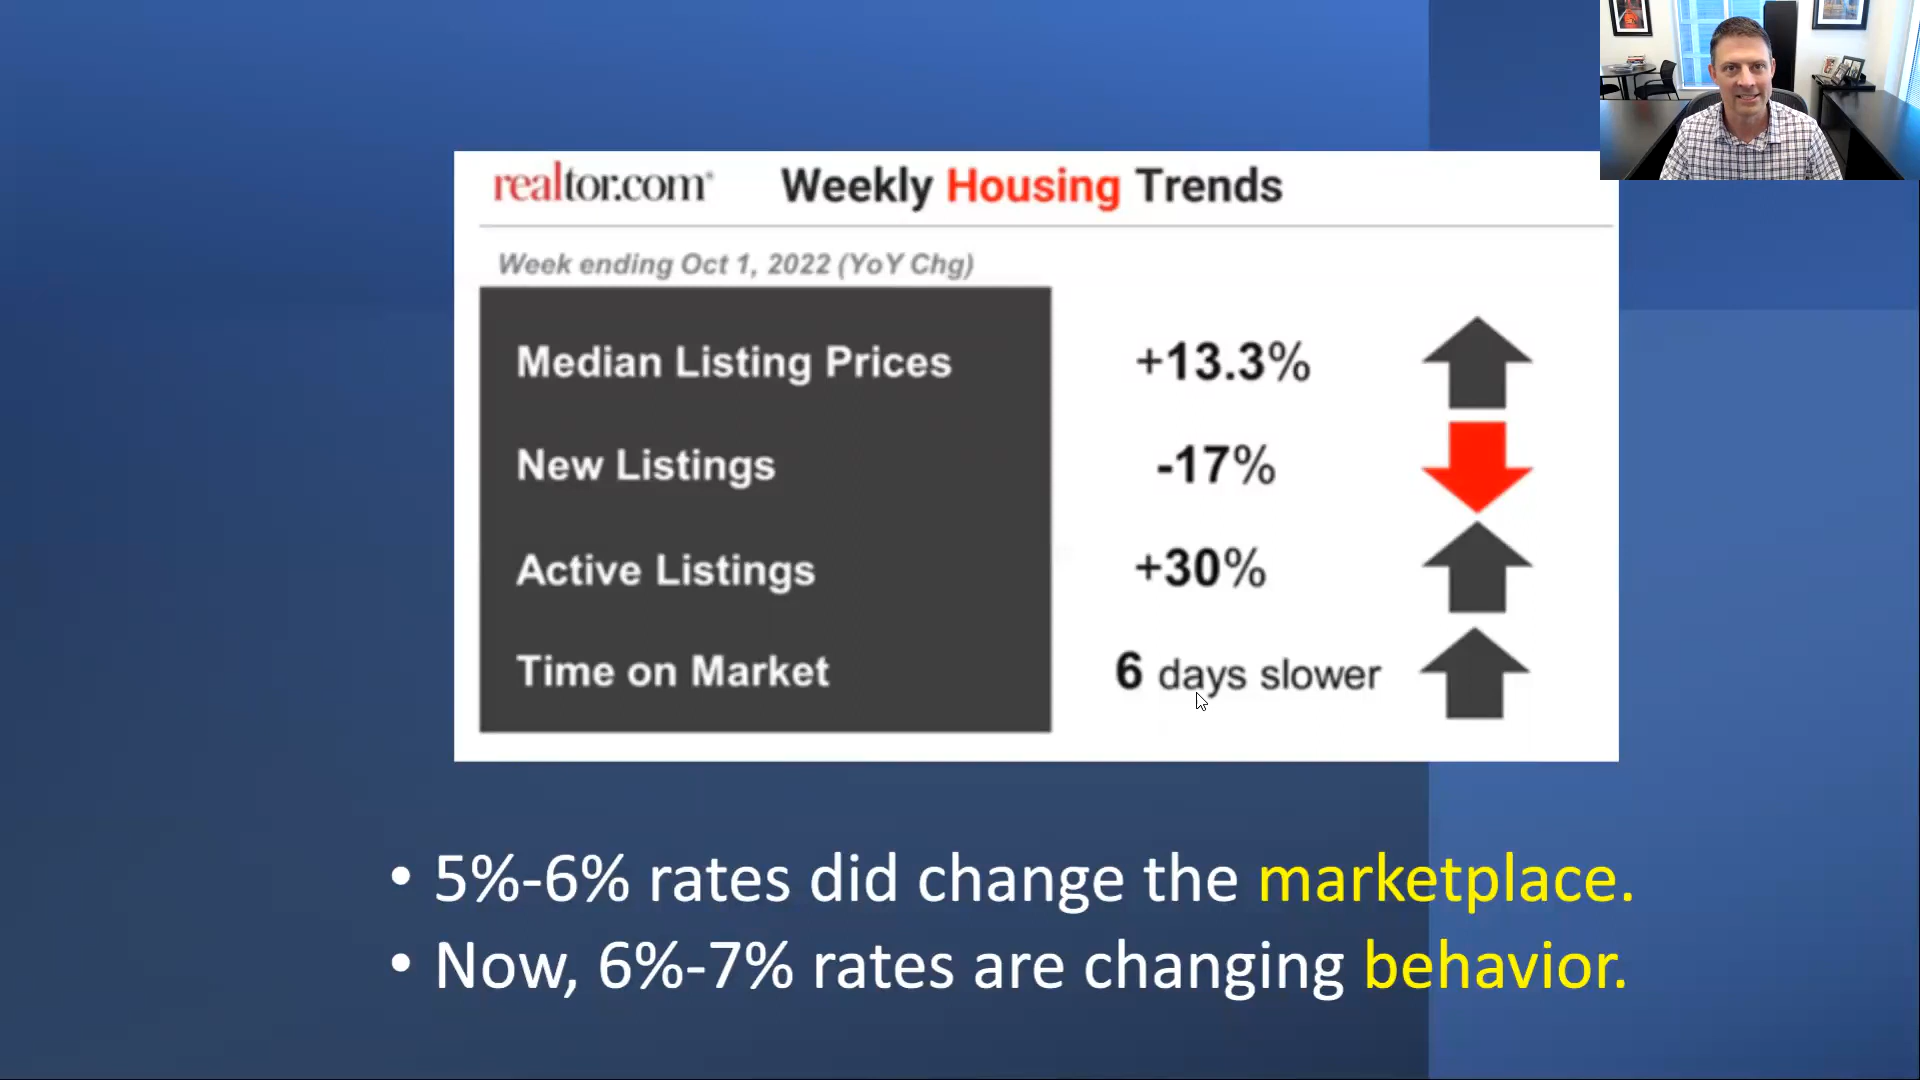 realtor.com® Weekly Housing Trends
Week ending Oct 1, 2022 (YoY Chg)
Median Listing Prices +13.3%
New Listings -17%
Active Listings +30%
Time on Market 6 days slower
• 5%-6% rates did change the marketplace.
• Now, 6%-7% rates are changing behavior.